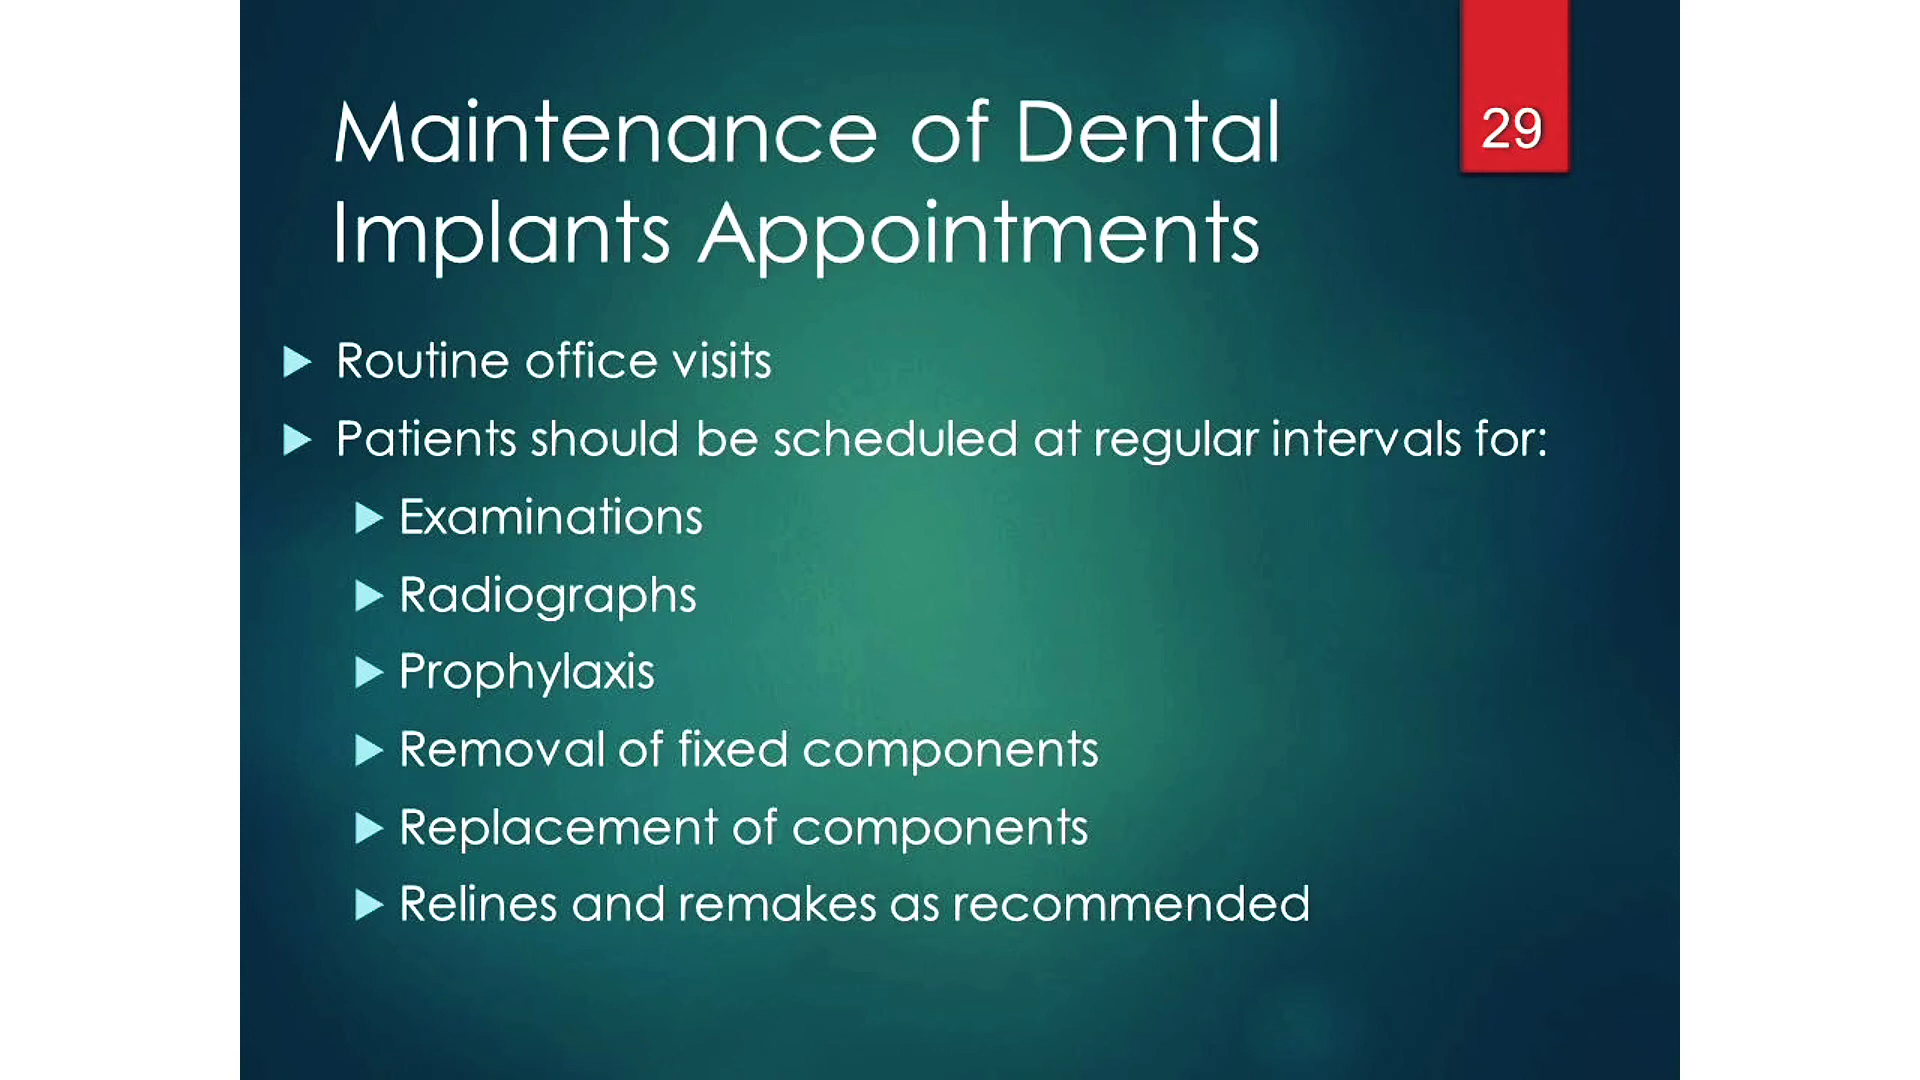 Maintenance of Dental
Implants Appointments
29
Routine office visits
Patients should be scheduled at regular intervals for:
Examinations
Radiographs
Prophylaxis
Removal of fixed components
Replacement of components
Relines and remakes as recommended